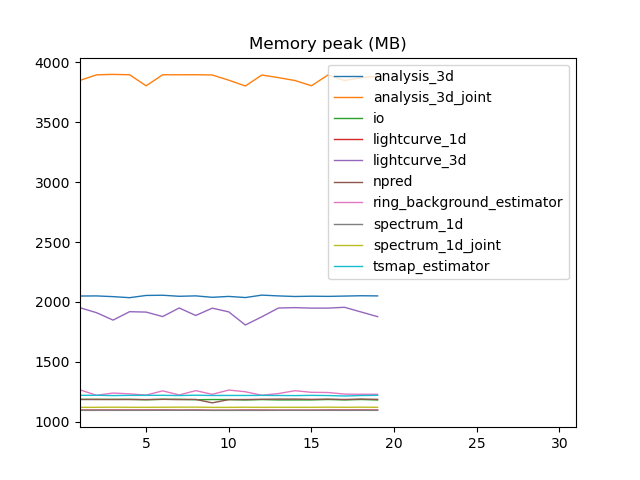 Memory peak (MB)
4000
3500
3000
2500
2000
1500
1000
5
10
15
20
25
30
analysis_3d
analysis_3d_joint
io
lightcurve_1d
lightcurve_3d
npred
ring_background_estimator
spectrum_1d
spectrum_1d_joint
tsmap_estimator